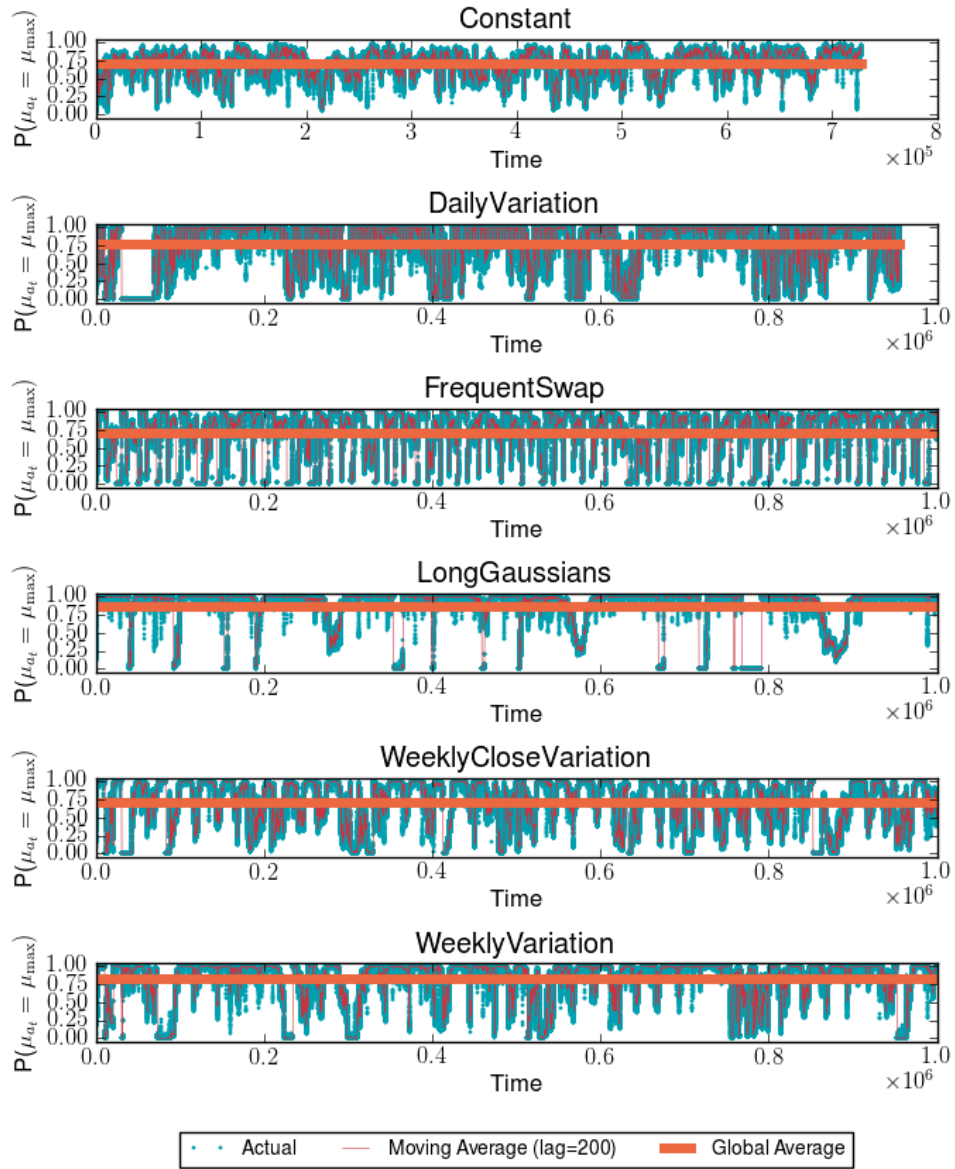 Constant
P(μ_{a_t} = μ_max)
1.00
0.75
0.50
0.25
0.00
0 1 2 3 4 5 6 7 8
Time
×10^5
DailyVariation
P(μ_{a_t} = μ_max)
1.00
0.75
0.50
0.25
0.00
0.0 0.2 0.4 0.6 0.8 1.0
Time
×10^6
FrequentSwap
P(μ_{a_t} = μ_max)
1.00
0.75
0.50
0.25
0.00
0.0 0.2 0.4 0.6 0.8 1.0
Time
×10^6
LongGaussians
P(μ_{a_t} = μ_max)
1.00
0.75
0.50
0.25
0.00
0.0 0.2 0.4 0.6 0.8 1.0
Time
×10^6
WeeklyCloseVariation
P(μ_{a_t} = μ_max)
1.00
0.75
0.50
0.25
0.00
0.0 0.2 0.4 0.6 0.8 1.0
Time
×10^6
WeeklyVariation
P(μ_{a_t} = μ_max)
1.00
0.75
0.50
0.25
0.00
0.0 0.2 0.4 0.6 0.8 1.0
Time
×10^6
Actual Moving Average (lag=200) Global Average